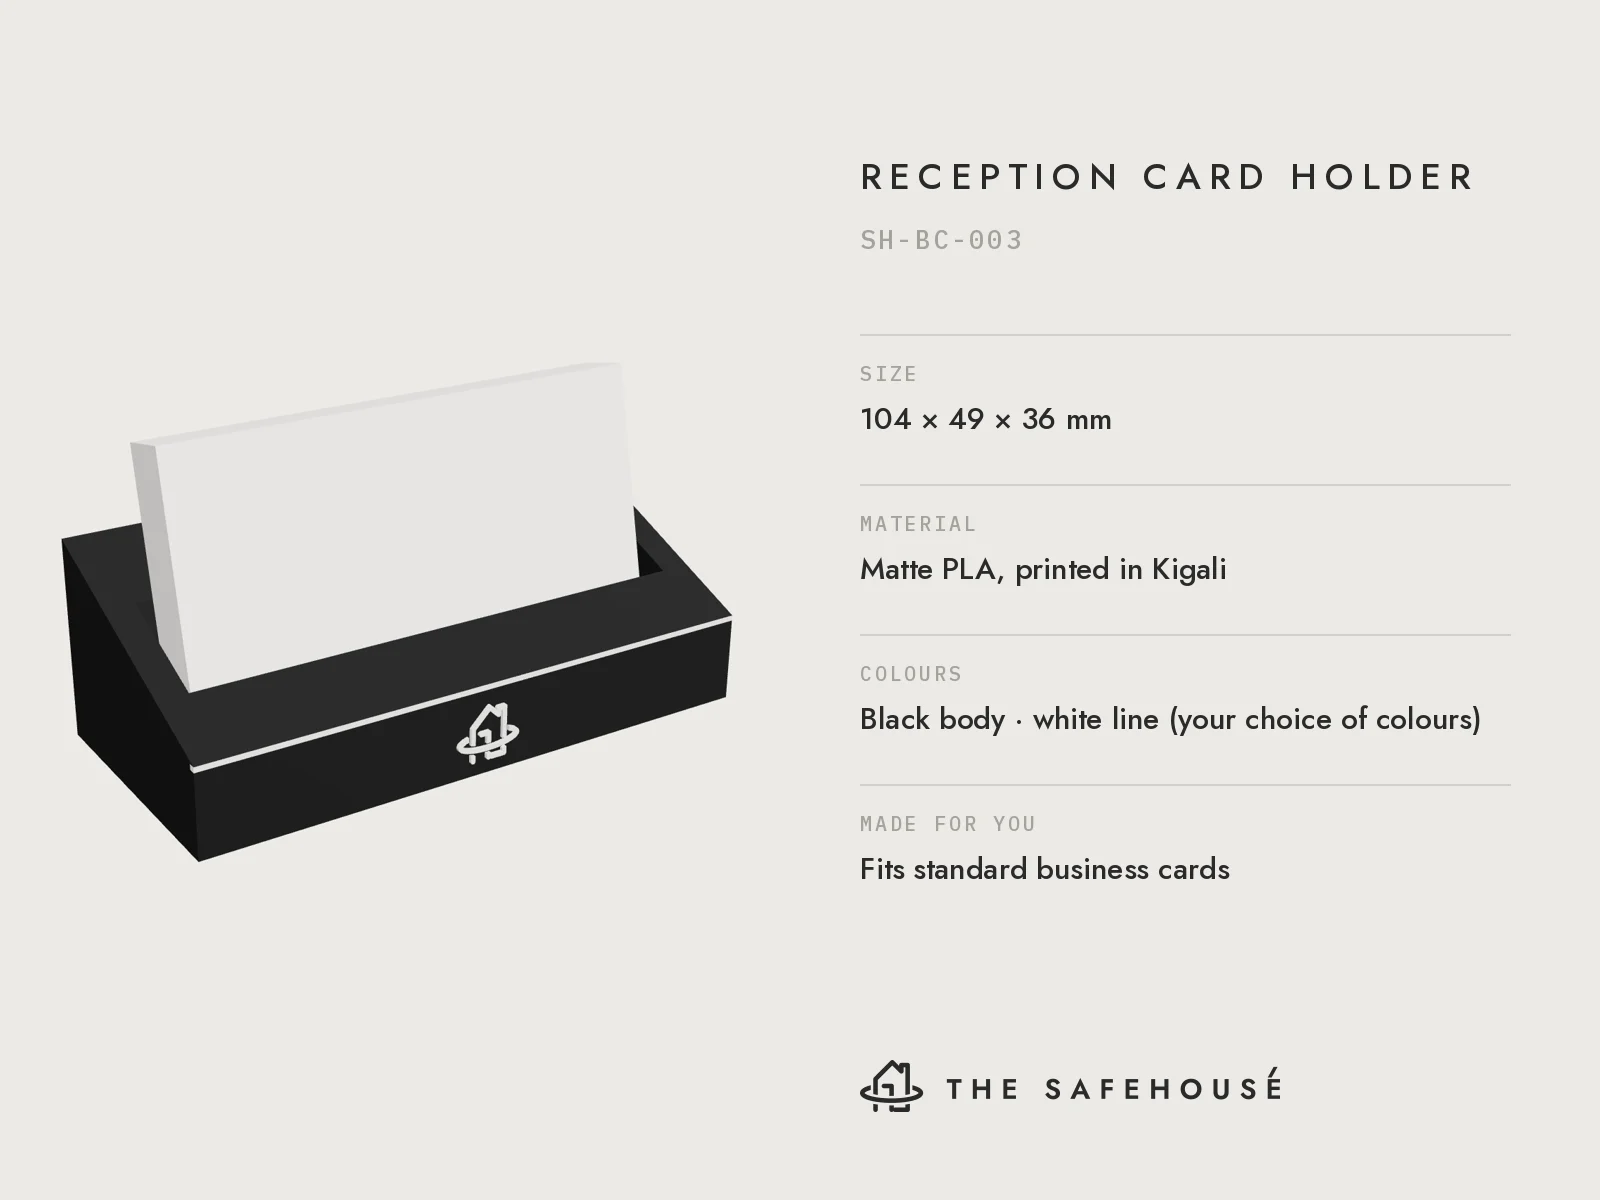 RECEPTION CARD HOLDER
SH-BC-003
SIZE
104 × 49 × 36 mm
MATERIAL
Matte PLA, printed in Kigali
COLOURS
Black body · white line (your choice of colours)
MADE FOR YOU
Fits standard business cards
THE SAFEHOUSÉ